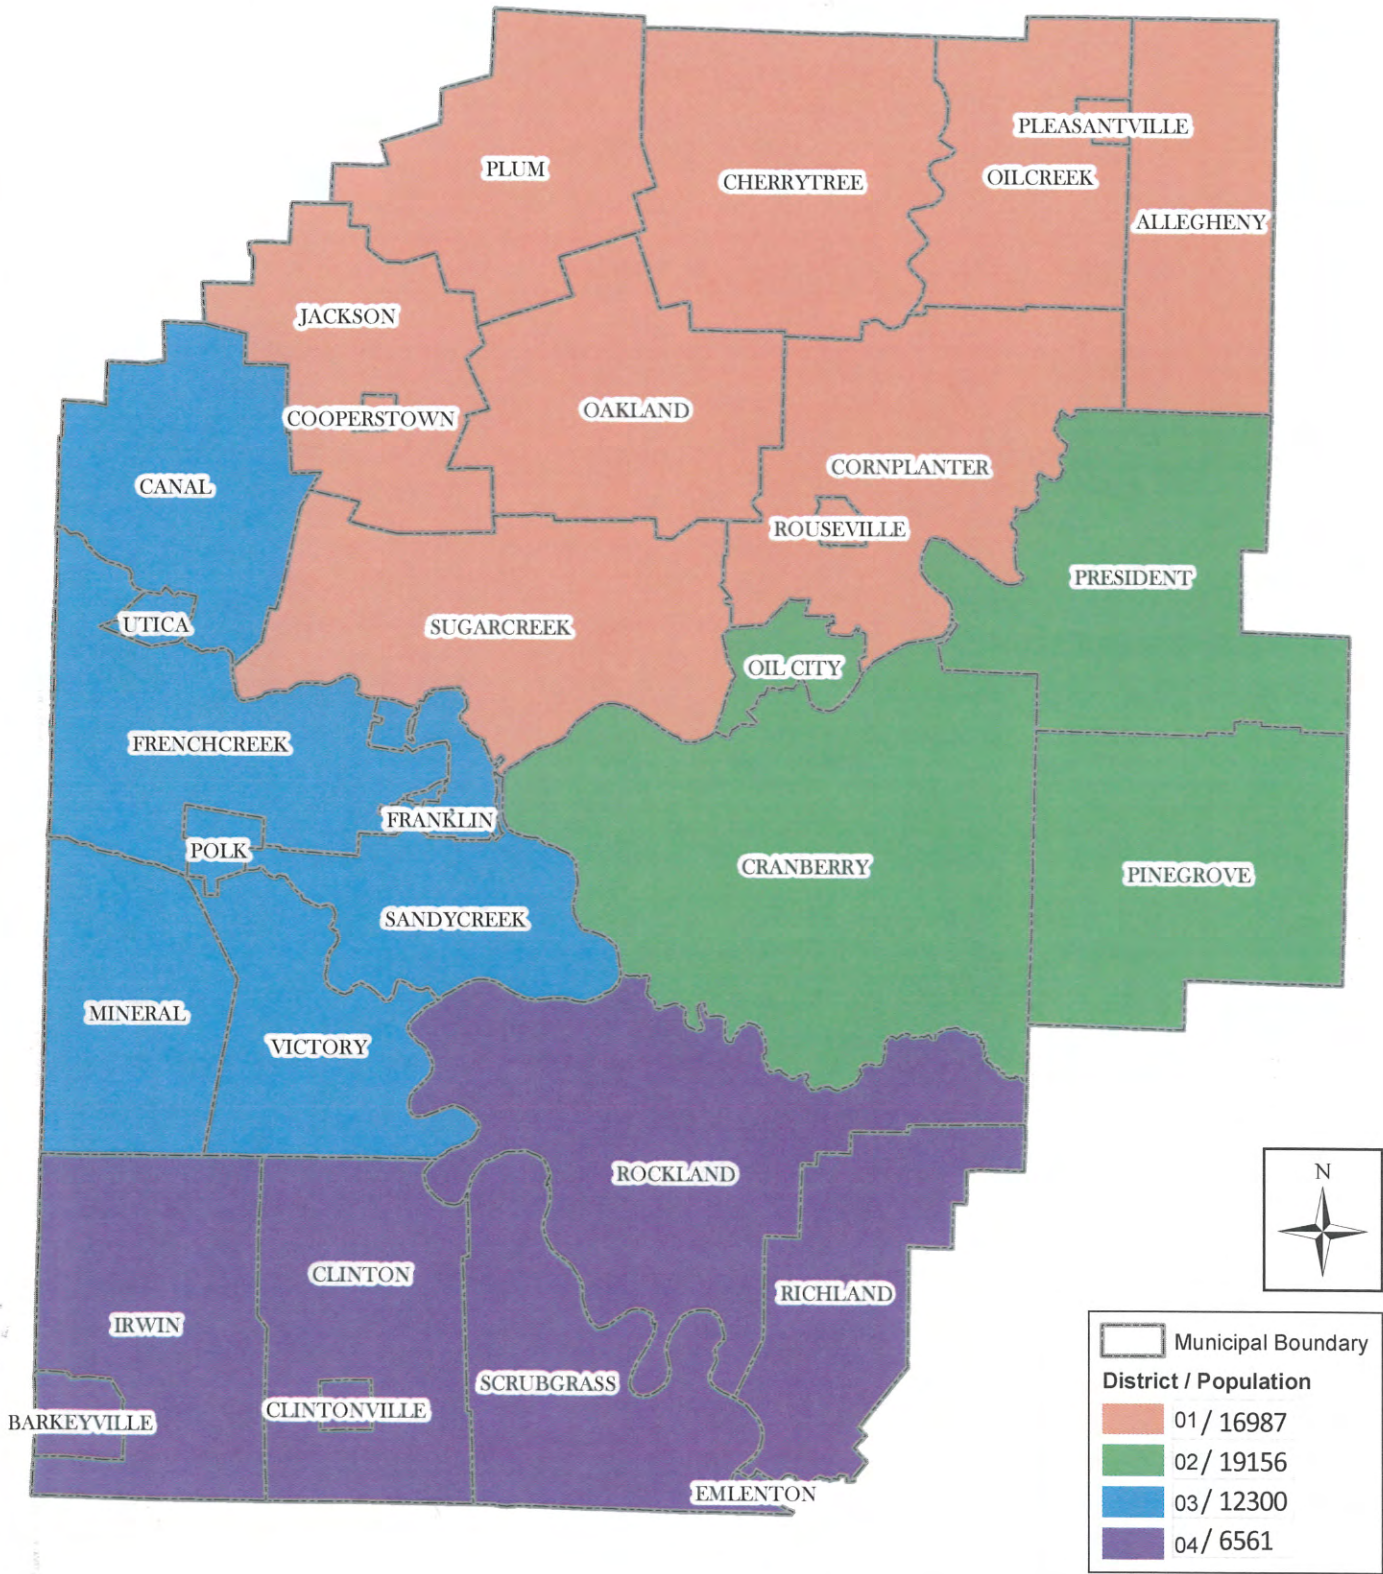 PLEASANTVILLE
PLUM
CHERRYTREE
OILCREEK
ALLEGHENY
JACKSON
COOPERSTOWN
OAKLAND
CORNPLANTER
CANAL
ROUSEVILLE
PRESIDENT
UTICA
SUGARCREEK
OIL CITY
FRENCHCREEK
FRANKLIN
POLK
CRANBERRY
PINEGROVE
SANDYCREEK
MINERAL
VICTORY
ROCKLAND
N
CLINTON
RICHLAND
IRWIN
SCRUBGRASS
CLINTONVILLE
BARKEYVILLE
EMLENTON
Municipal Boundary
District / Population
01 / 16987
02 / 19156
03 / 12300
04 / 6561